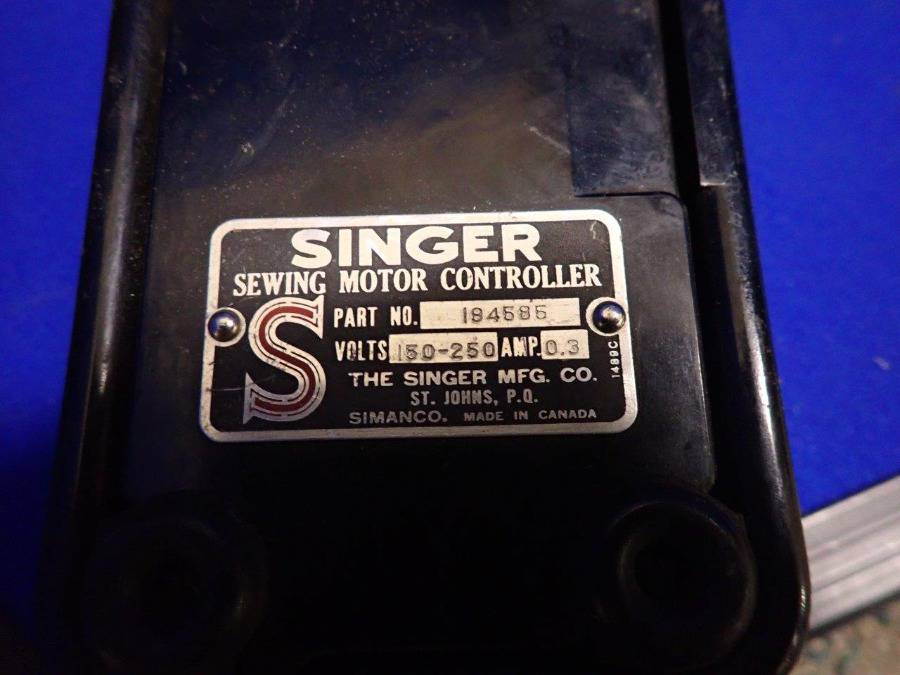 SINGER
SEWING MOTOR CONTROLLER
S
PART NO. 194585
VOLTS 150-250 AMP. 0.3
THE SINGER MFG. CO.
ST. JOHNS, P.Q.
SIMANCO. MADE IN CANADA
1489C